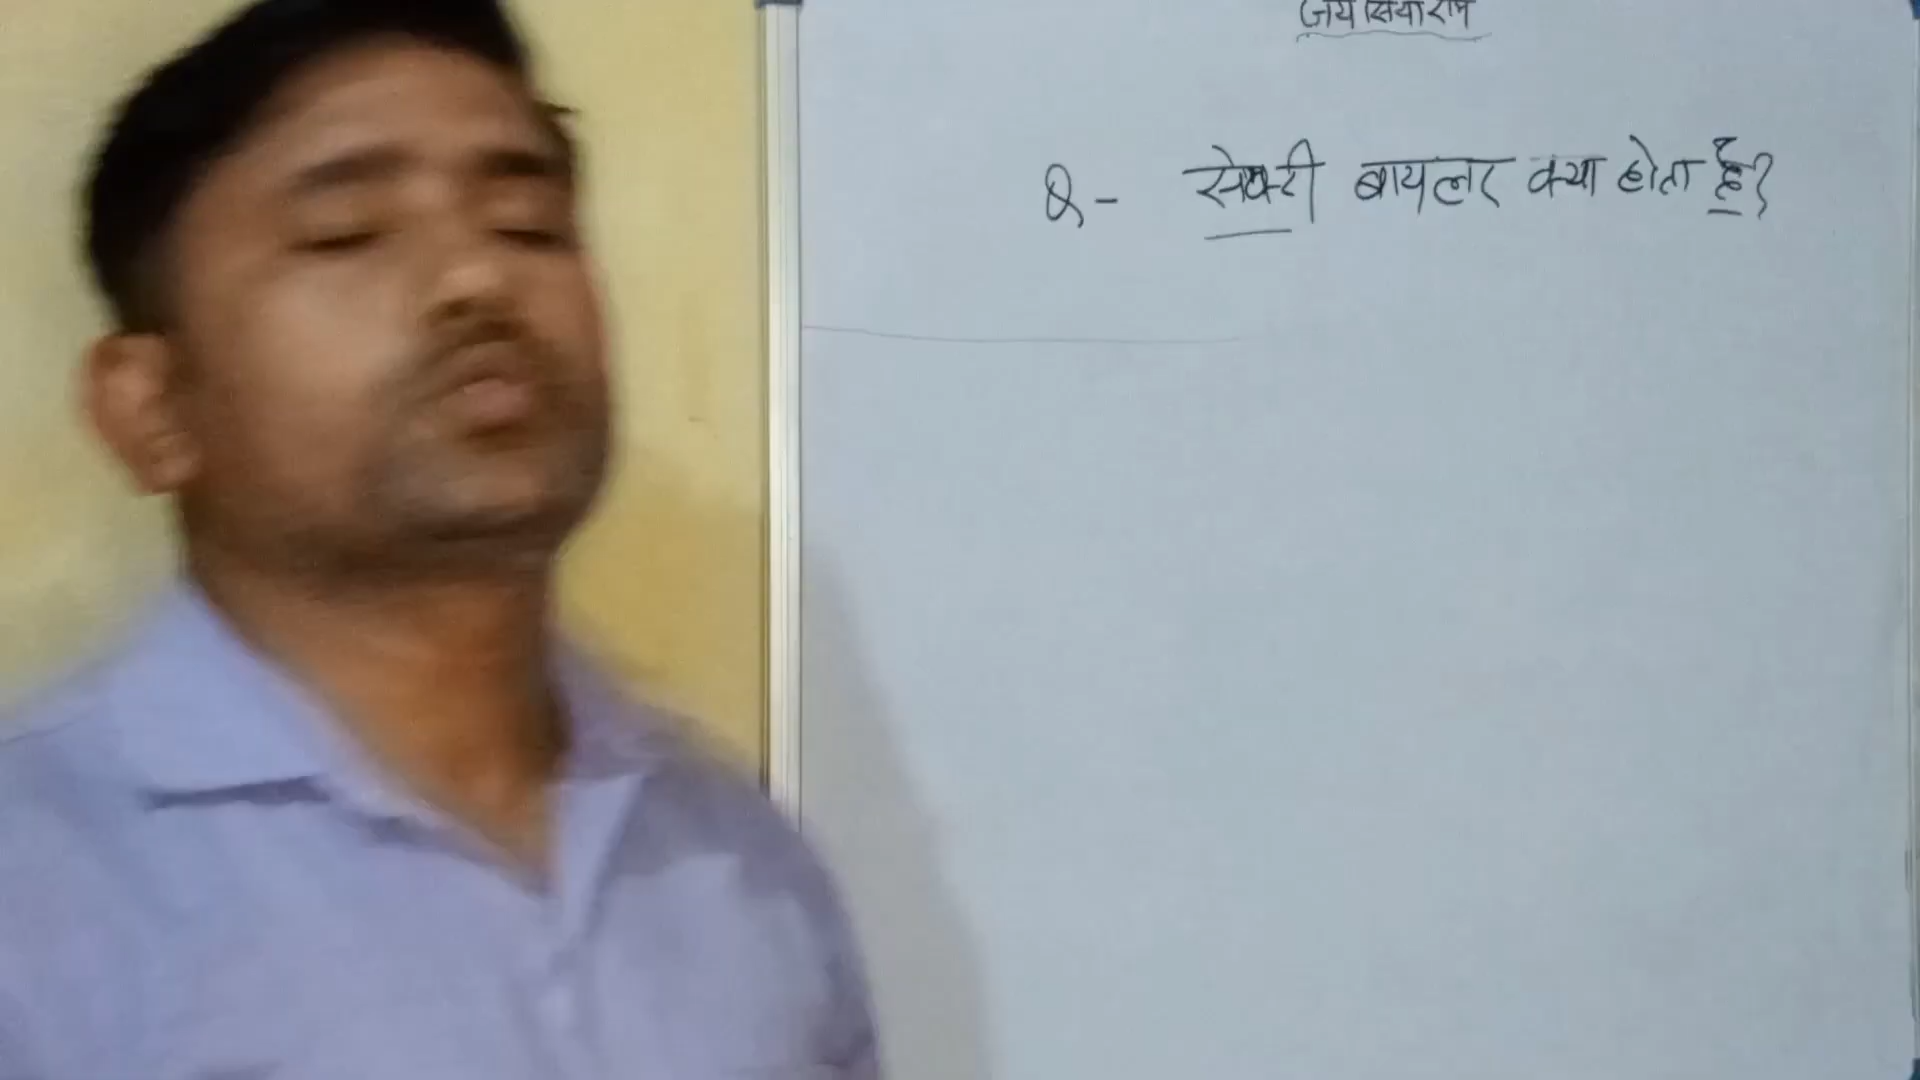 जय सियाराम
Q- सेफ्टी बायलर क्या होता है?